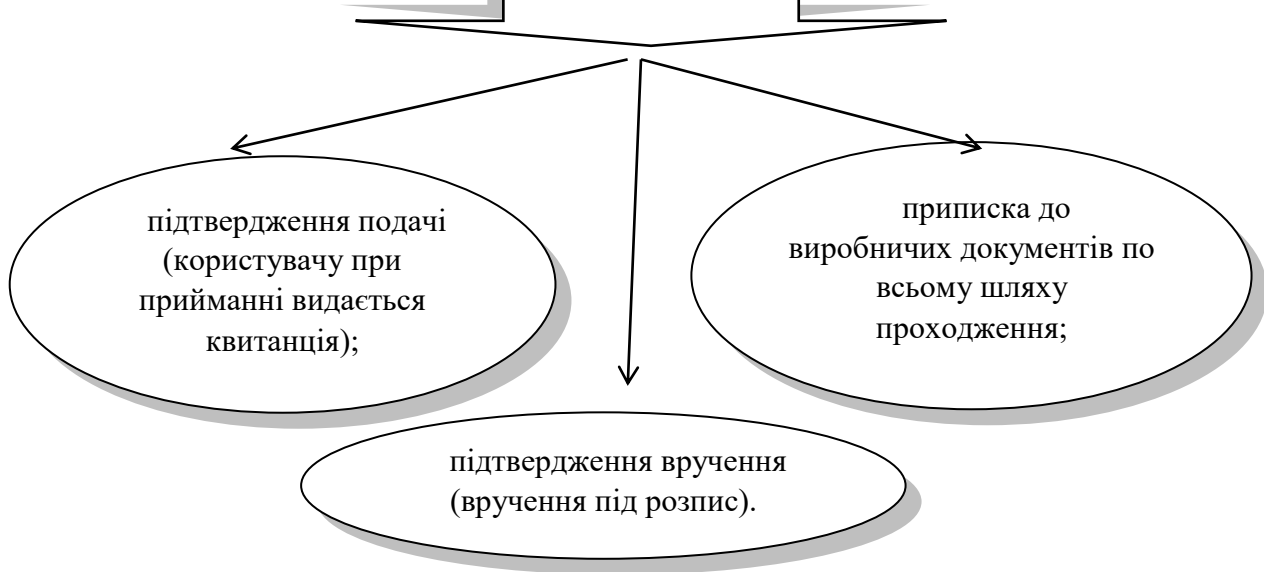 підтвердження подачі
(користувачу при
прийманні видається
квитанція);
приписка до
виробничих документів по
всьому шляху
проходження;
підтвердження вручення
(вручення під розпис).